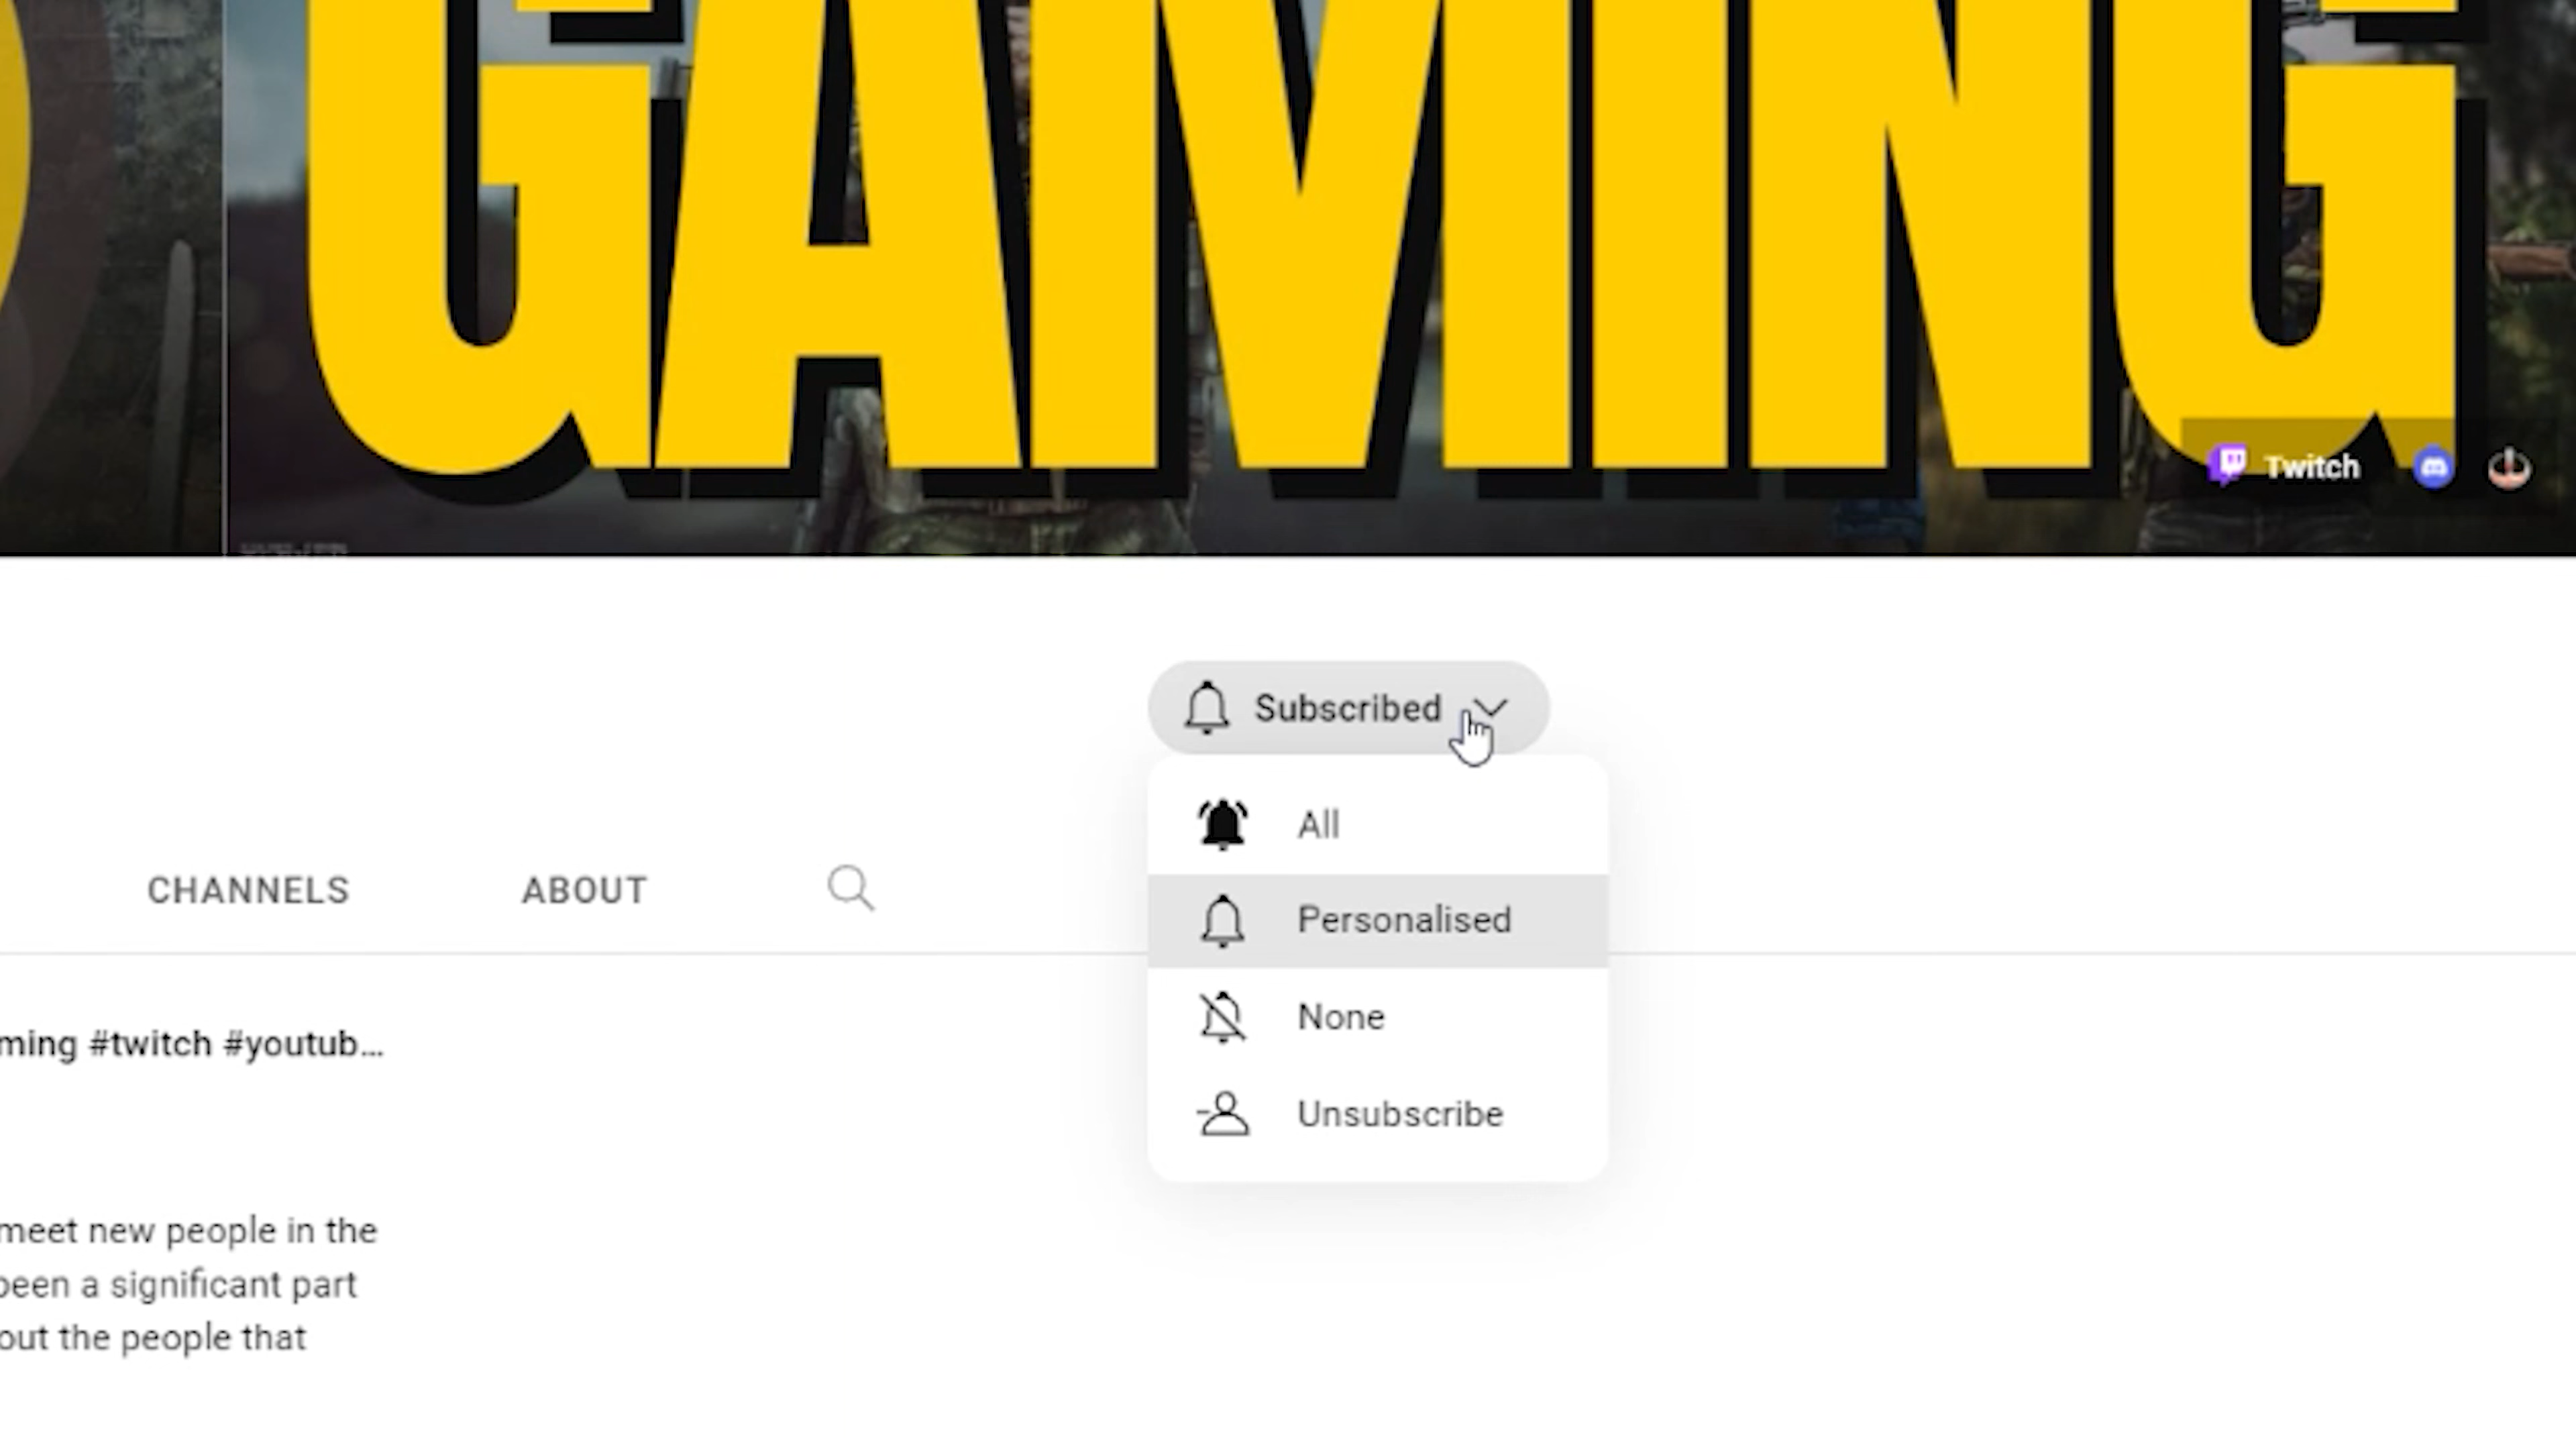 GAMING
Twitch
Subscribed
All
CHANNELS ABOUT
Personalised
None
ming #twitch #youtub...
Unsubscribe
meet new people in the
been a significant part
out the people that